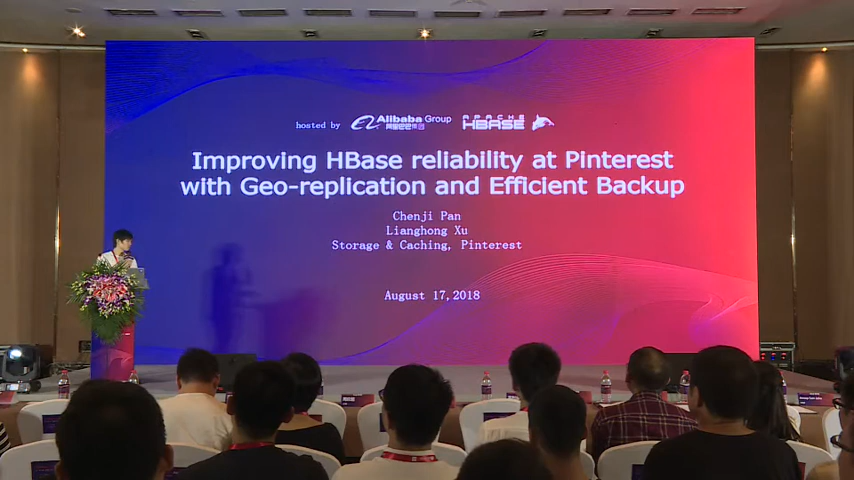 hosted by Alibaba Group 阿里巴巴集团 APACHE HBASE
Improving HBase reliability at Pinterest
with Geo-replication and Efficient Backup
Chenji Pan
Lianghong Xu
Storage & Caching, Pinterest
August 17,2018